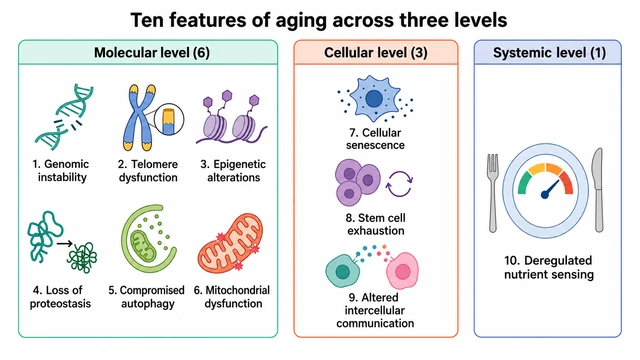 Ten features of aging across three levels
Molecular level (6)
1. Genomic
instability
2. Telomere
dysfunction
3. Epigenetic
alterations
4. Loss of
proteostasis
5. Compromised
autophagy
6. Mitochondrial
dysfunction
Cellular level (3)
7. Cellular
senescence
8. Stem cell
exhaustion
9. Altered
intercellular
communication
Systemic level (1)
10. Deregulated
nutrient sensing